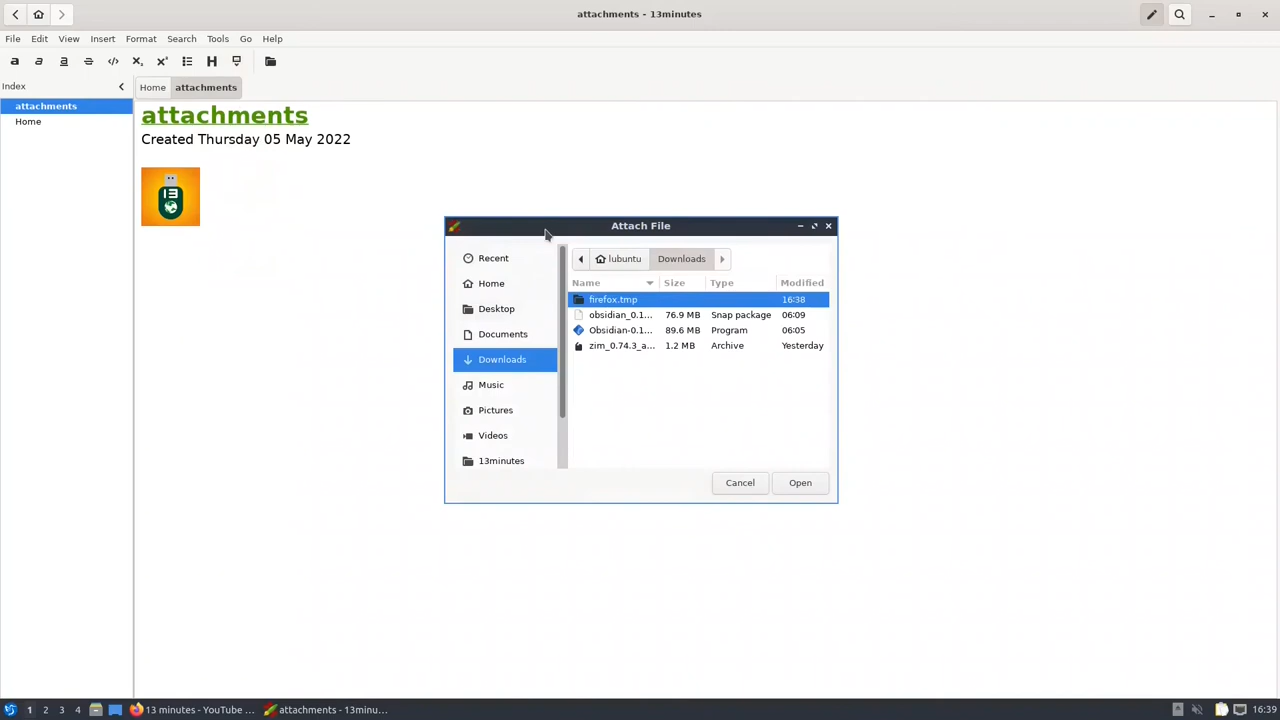 attachments - 13minutes
File Edit View Insert Format Search Tools Go Help
Index
Home attachments
attachments
Home
attachments
Created Thursday 05 May 2022
13
Attach File
Recent
Home
Desktop
Documents
Downloads
Music
Pictures
Videos
13minutes
lubuntu Downloads
Name Size Type Modified
firefox.tmp 16:38
obsidian_0.1... 76.9 MB Snap package 06:09
Obsidian-0.1... 89.6 MB Program 06:05
zim_0.74.3_a... 1.2 MB Archive Yesterday
Cancel Open
1 2 3 4 13 minutes - YouTube ... attachments - 13minu... 16:39